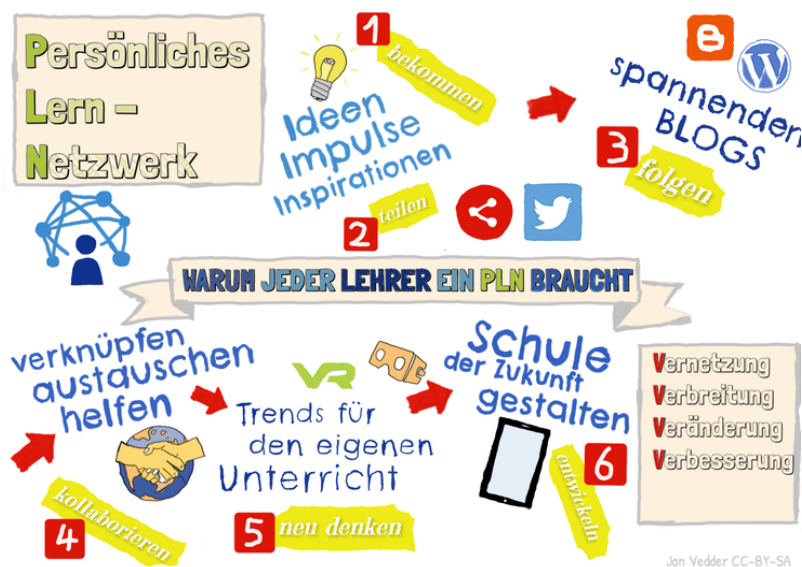 Persönliches
Lern –
Netzwerk
1
bekommen
Ideen
Impulse
Inspirationen
2
teilen
spannenden
BLOGS
3
folgen
WARUM JEDER LEHRER EIN PLN BRAUCHT
verknüpfen
austauschen
helfen
4
kollaborieren
VR
Trends für
den eigenen
Unterricht
5
neu denken
Schule
der Zukunft
gestalten
6
entwickeln
Vernetzung
Verbreitung
Veränderung
Verbesserung
Jan Vedder CC-BY-SA